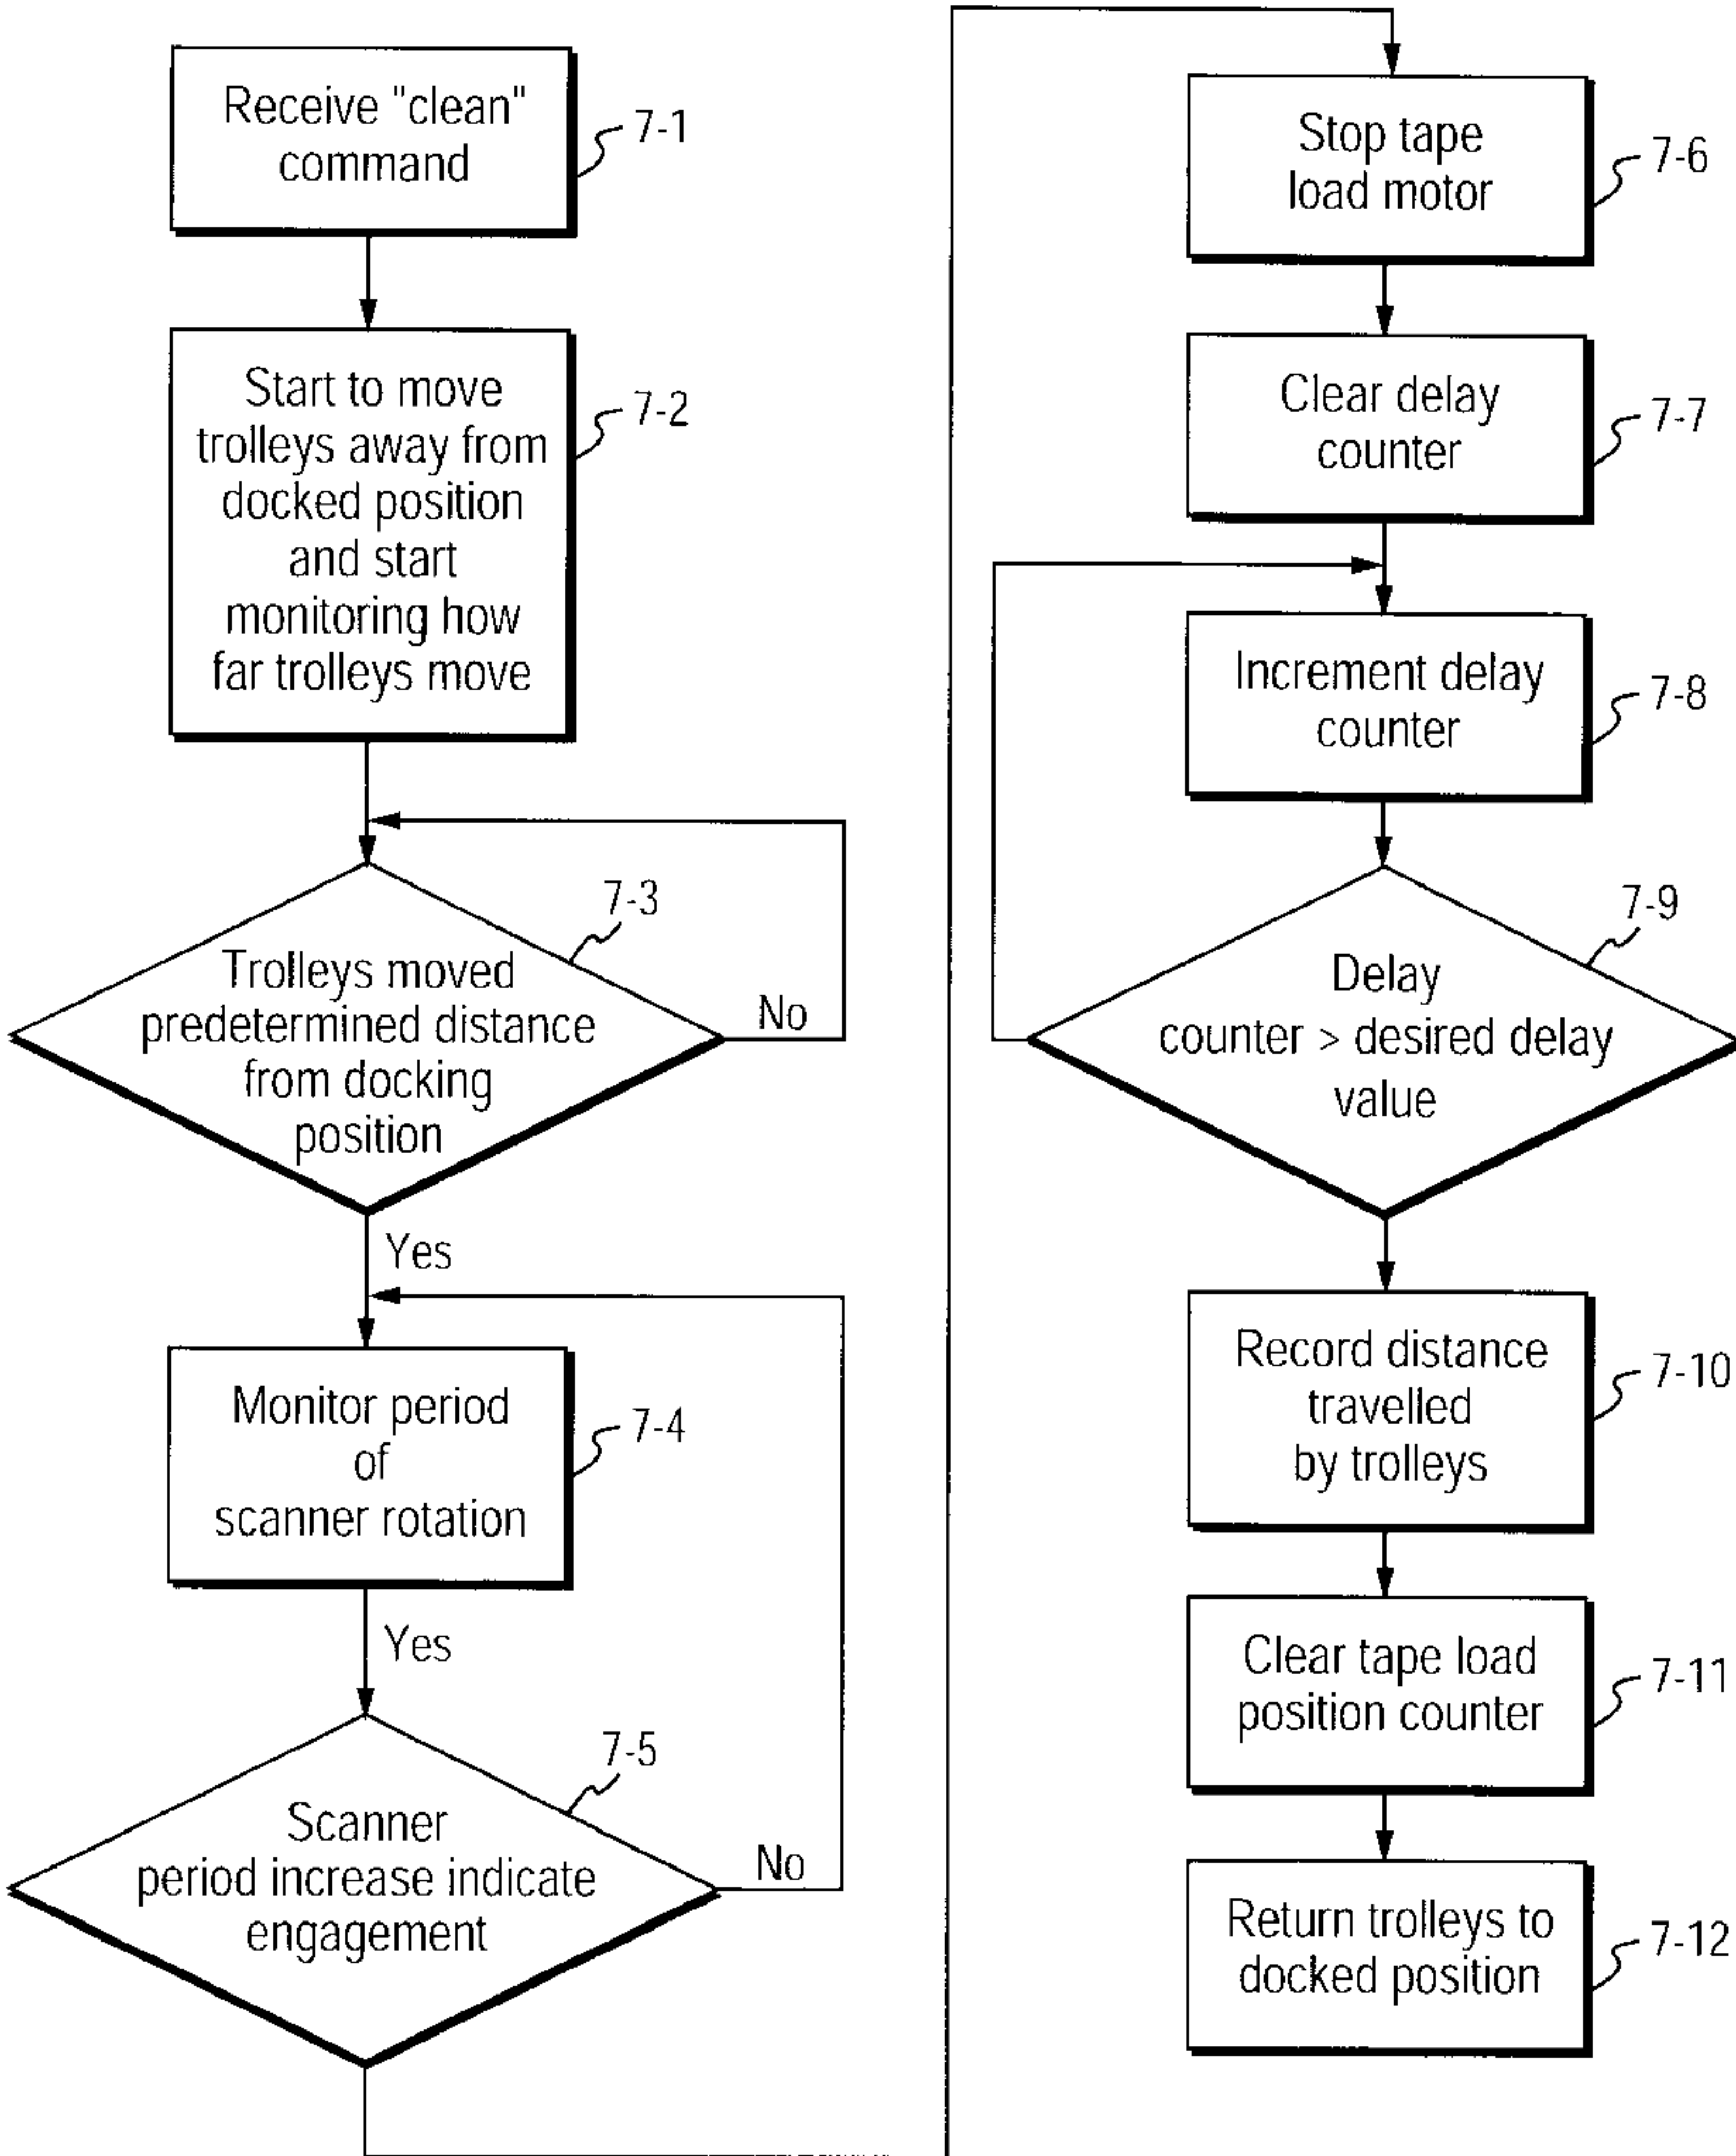 Receive "clean"
command
7-1
Start to move
trolleys away from
docked position
and start
monitoring how
far trolleys move
7-2
7-3
Trolleys moved
predetermined distance
from docking
position
No
Yes
Monitor period
of
scanner rotation
7-4
Yes
7-5
Scanner
period increase indicate
engagement
No
Stop tape
load motor
7-6
Clear delay
counter
7-7
Increment delay
counter
7-8
7-9
Delay
counter > desired delay
value
Record distance
travelled
by trolleys
7-10
Clear tape load
position counter
7-11
Return trolleys to
docked position
7-12